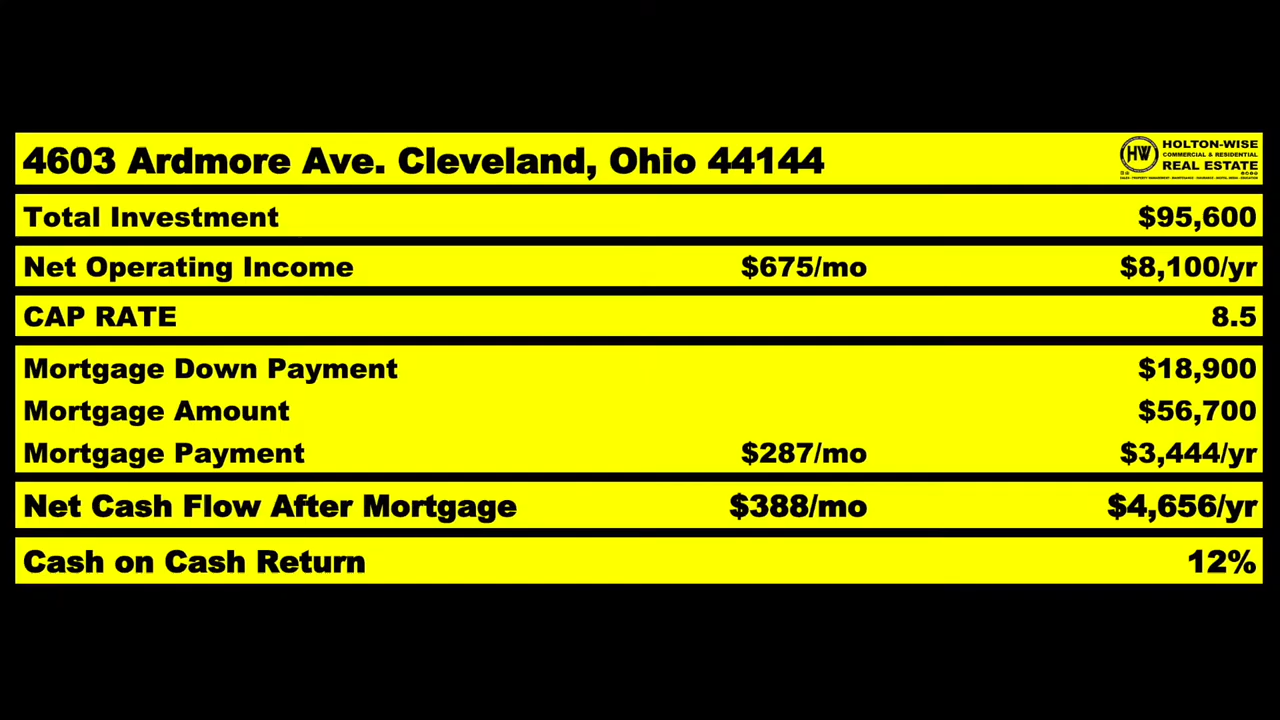 4603 Ardmore Ave. Cleveland, Ohio 44144
HW
HOLTON-WISE
COMMERCIAL & RESIDENTIAL
REAL ESTATE
Total Investment $95,600
Net Operating Income $675/mo $8,100/yr
CAP RATE 8.5
Mortgage Down Payment $18,900
Mortgage Amount $56,700
Mortgage Payment $287/mo $3,444/yr
Net Cash Flow After Mortgage $388/mo $4,656/yr
Cash on Cash Return 12%